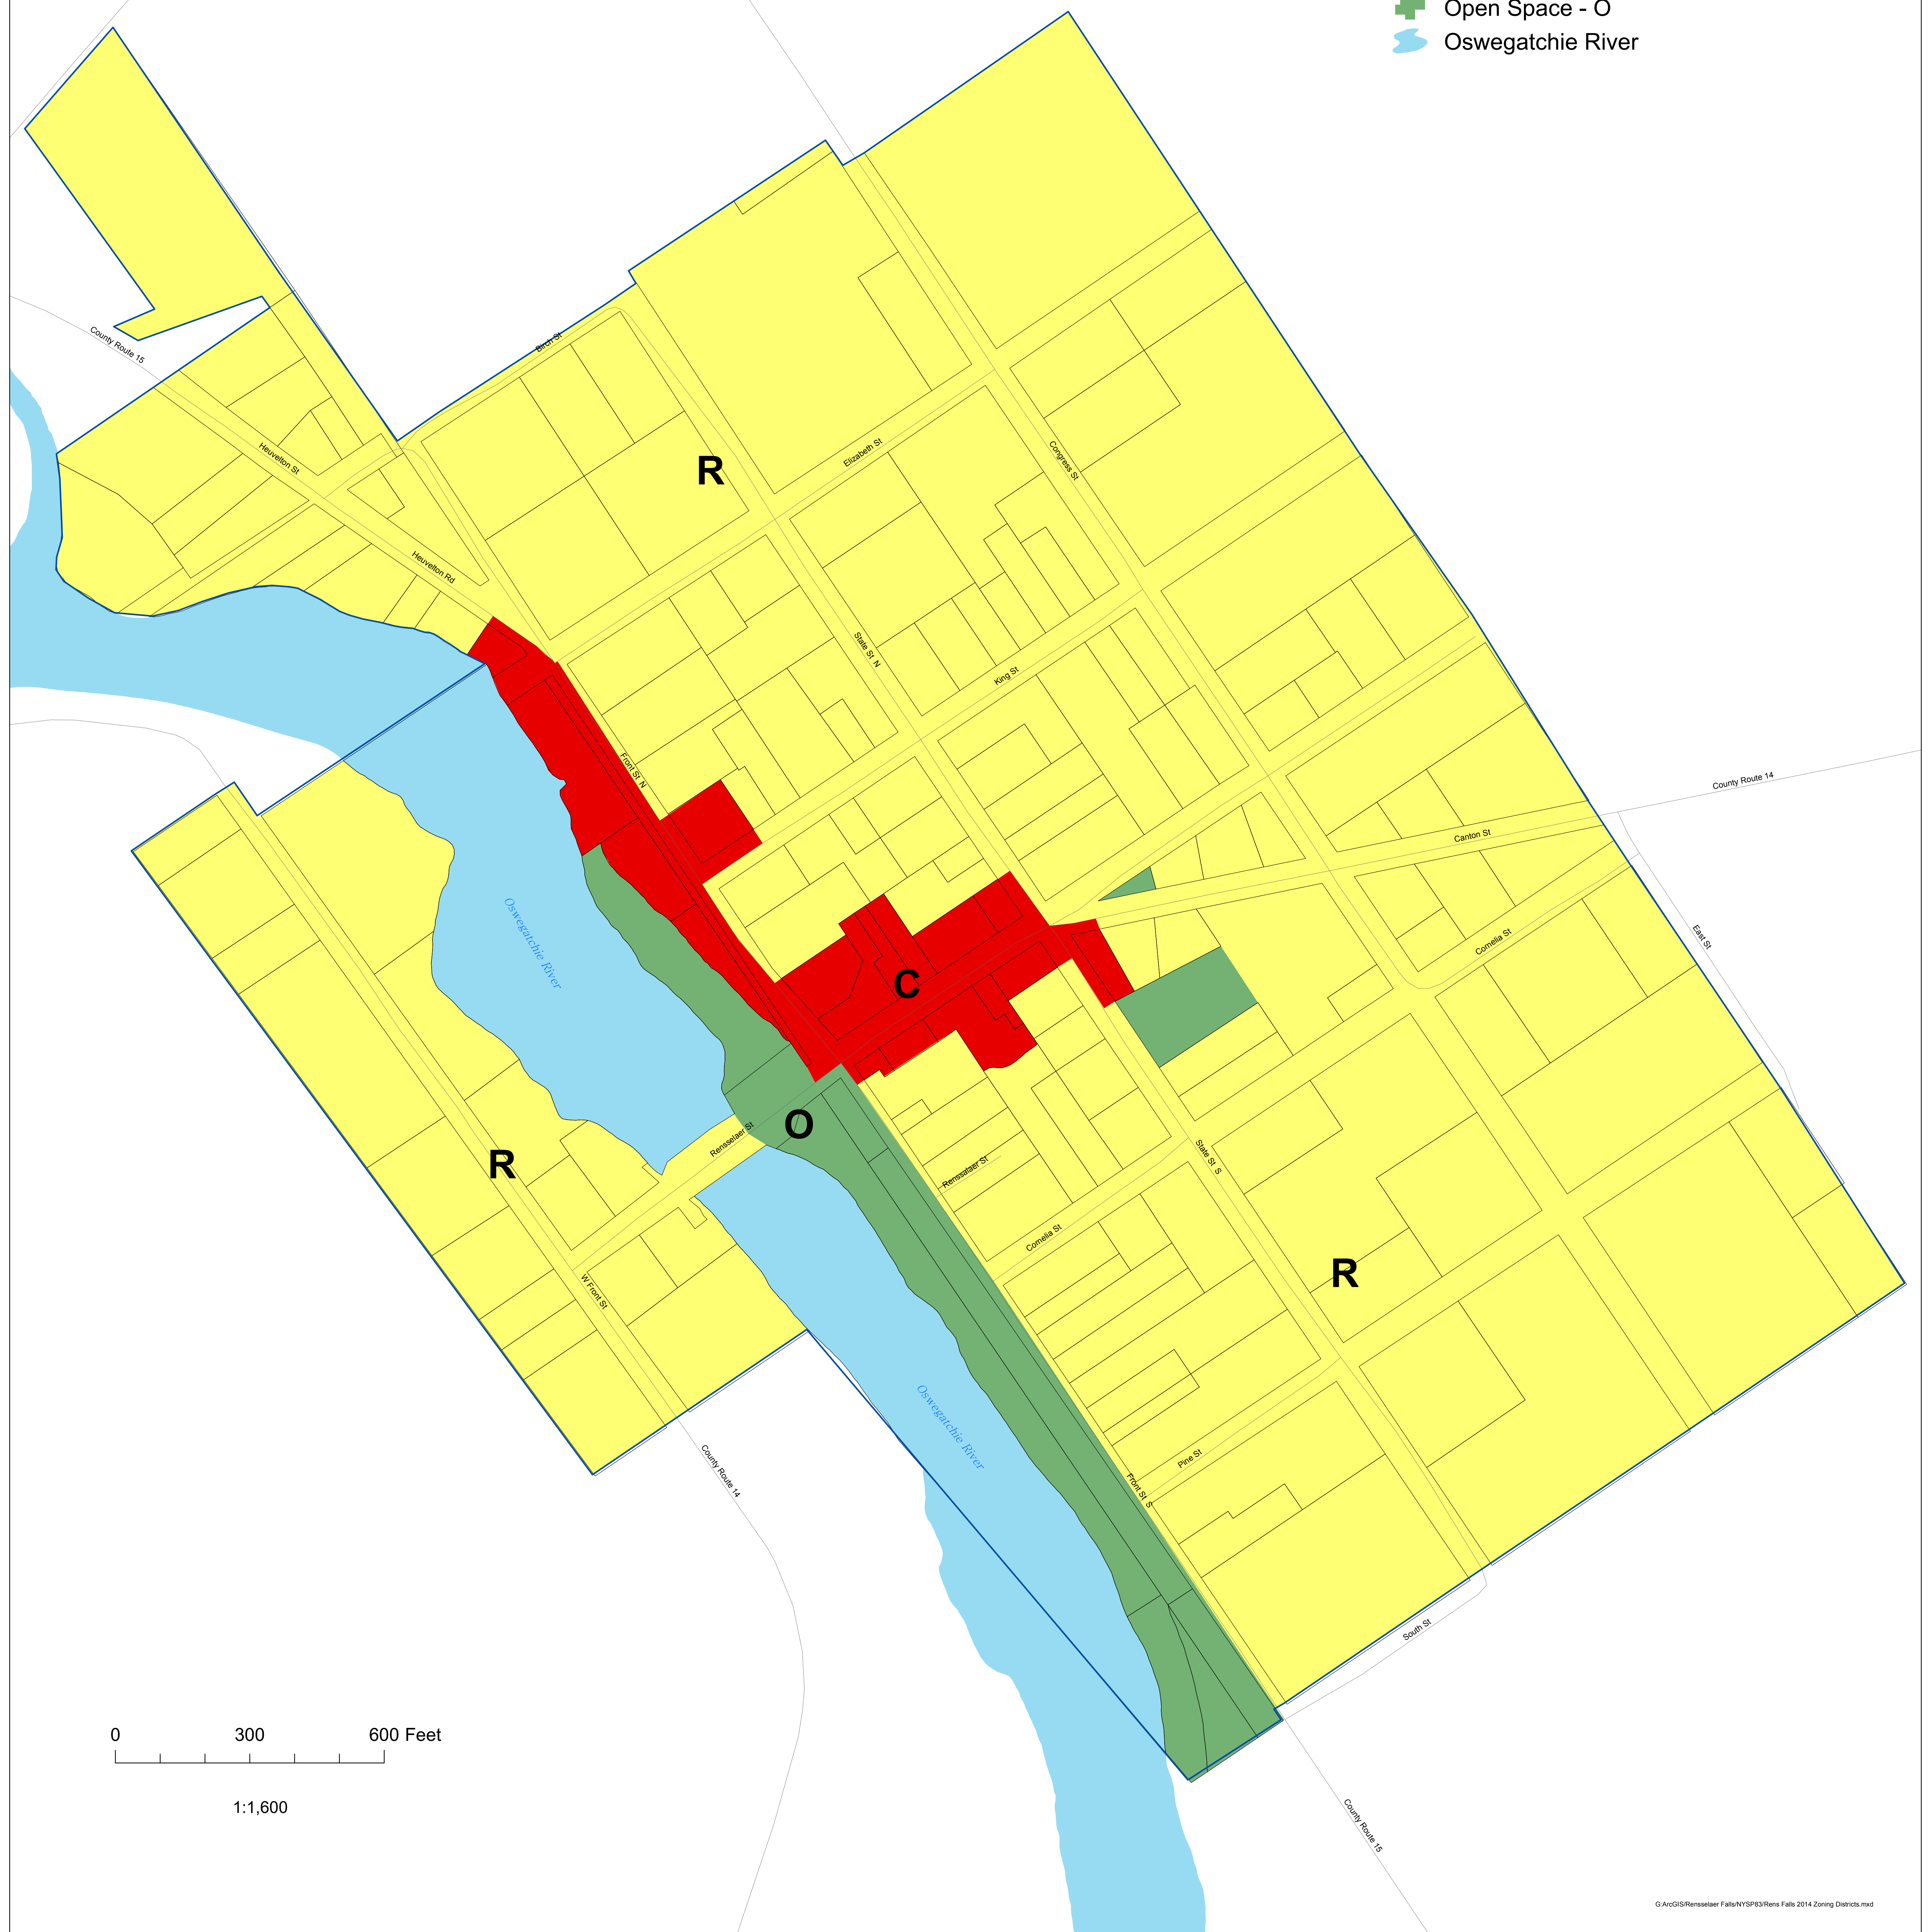 Open Space - O
Oswegatchie River
County Route 15
Birch St
Heuvelton St
Elizabeth St
Congress St
R
Heuvelton Rd
State St N
King St
Front St N
County Route 14
Canton St
East St
Cornelia St
Oswegatchie River
C
O
Rensselaer St
R
Rensselaer St
State St S
Cornelia St
W Front St
R
Oswegatchie River
County Route 14
Pine St
Front St S
South St
0 300 600 Feet
1:1,600
County Route 15
G:ArcGIS/Rensselaer Falls/NYSP83/Rens Falls 2014 Zoning Districts.mxd